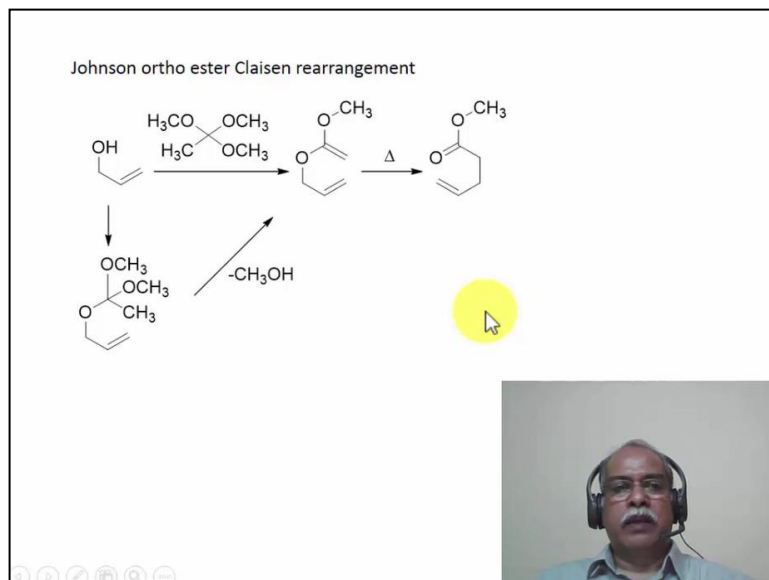 Johnson ortho ester Claisen rearrangement
OH
H₃CO OCH₃
H₃C OCH₃
O CH₃
O
Δ
O CH₃
O
OCH₃
OCH₃
O CH₃
-CH₃OH